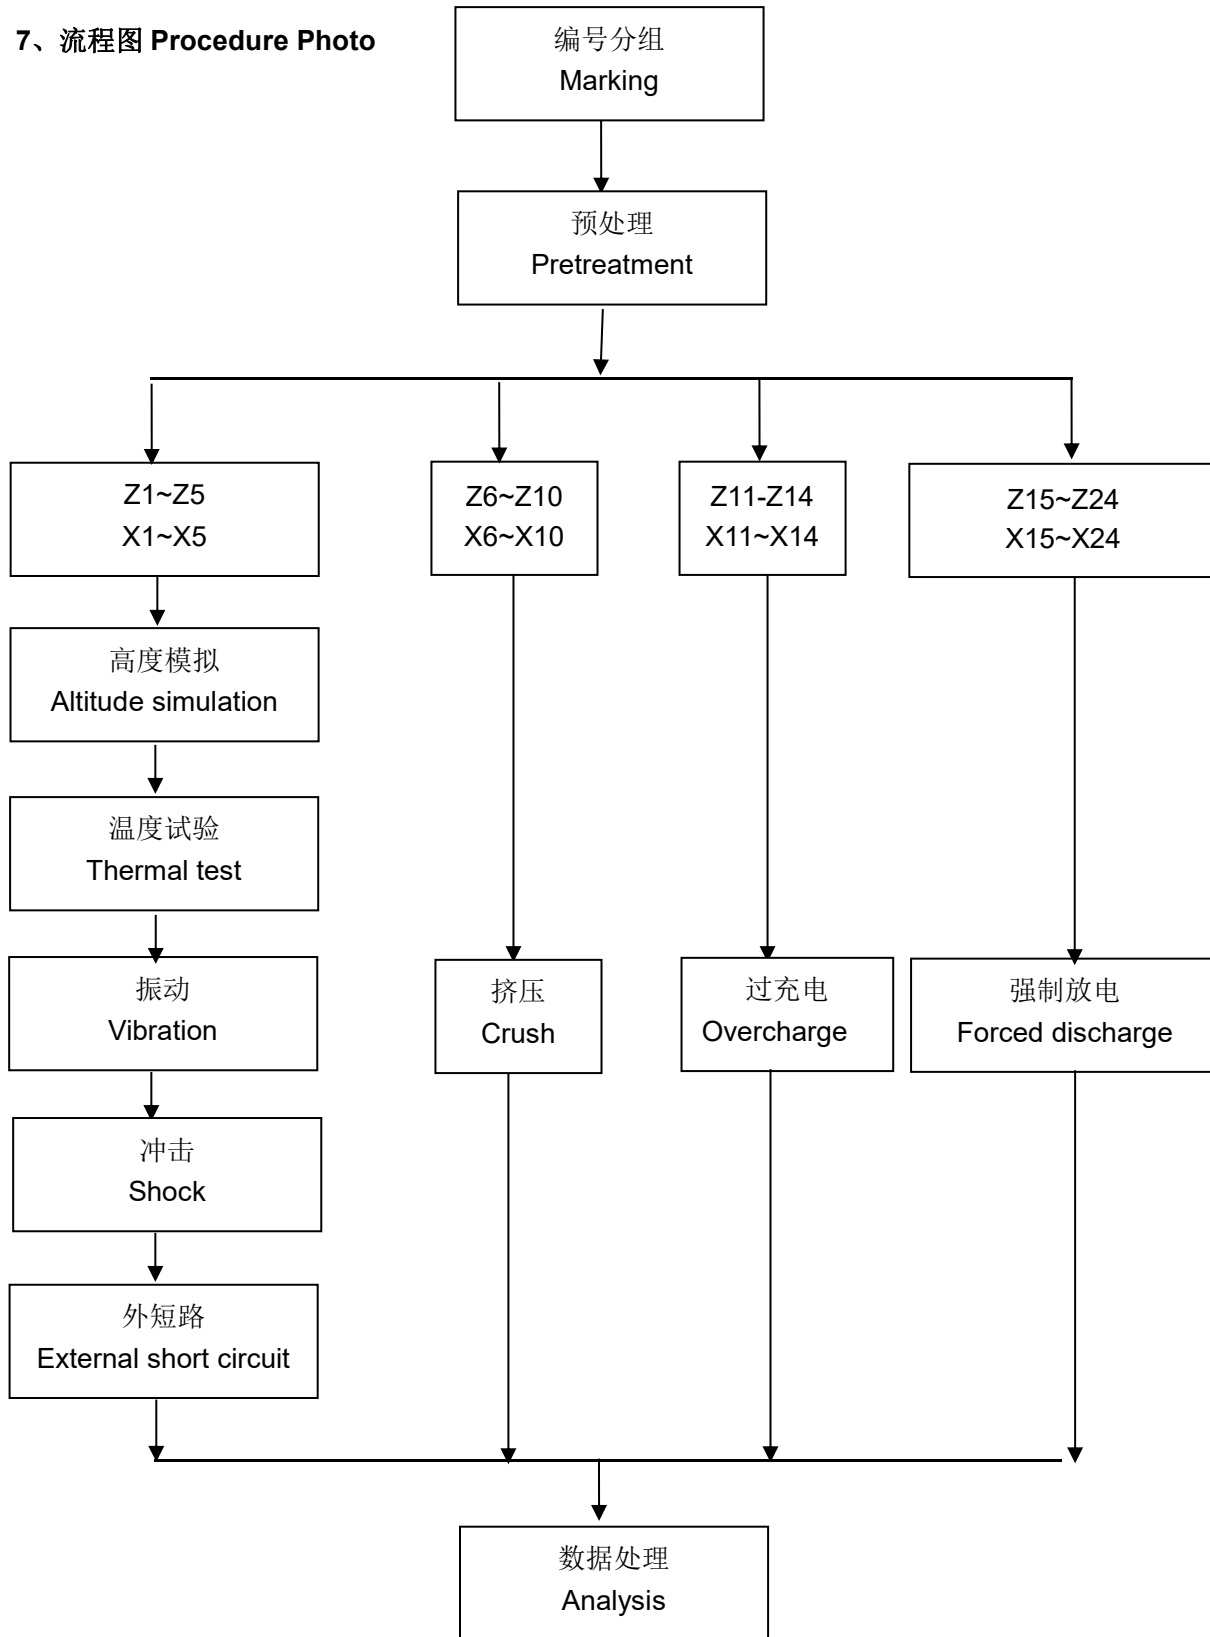 7、流程图 Procedure Photo
编号分组
Marking
预处理
Pretreatment
Z1~Z5
X1~X5
Z6~Z10
X6~X10
Z11-Z14
X11~X14
Z15~Z24
X15~X24
高度模拟
Altitude simulation
温度试验
Thermal test
振动
Vibration
挤压
Crush
过充电
Overcharge
强制放电
Forced discharge
冲击
Shock
外短路
External short circuit
数据处理
Analysis